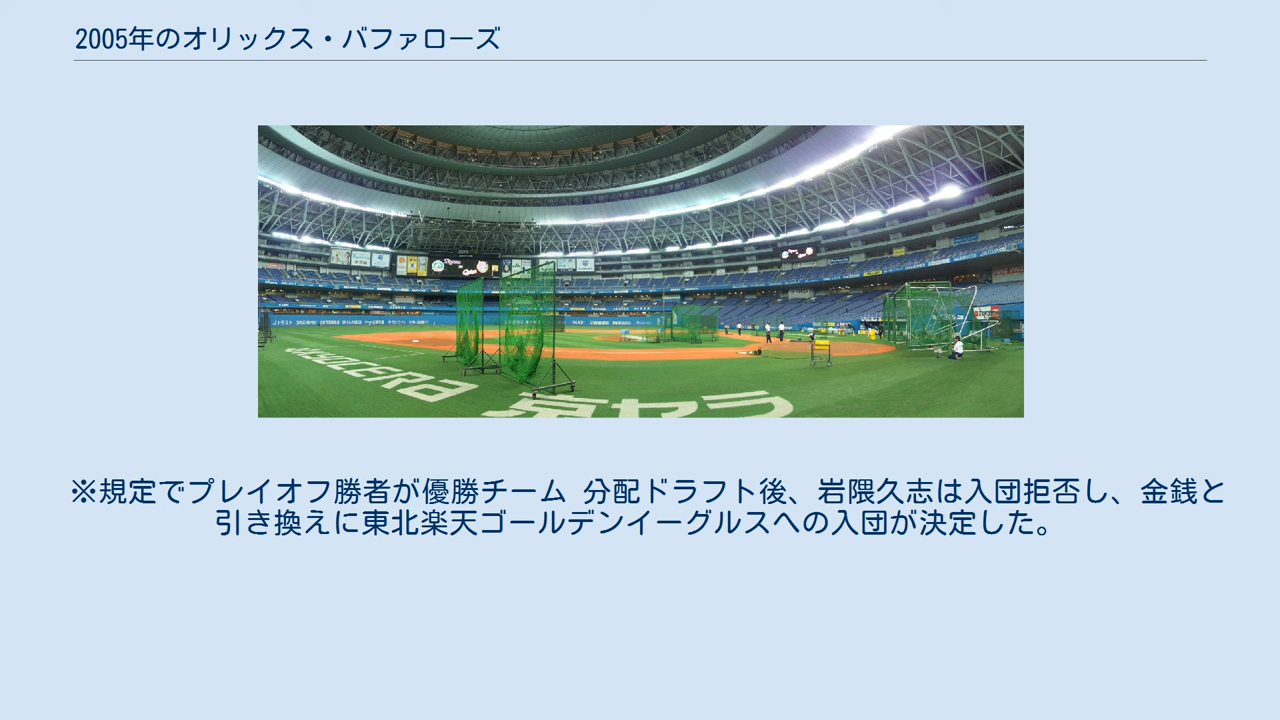 2005年のオリックス・バファローズ
KYOCERA
京セラ
※規定でプレイオフ勝者が優勝チーム 分配ドラフト後、岩隈久志は入団拒否し、金銭と
引き換えに東北楽天ゴールデンイーグルスへの入団が決定した。